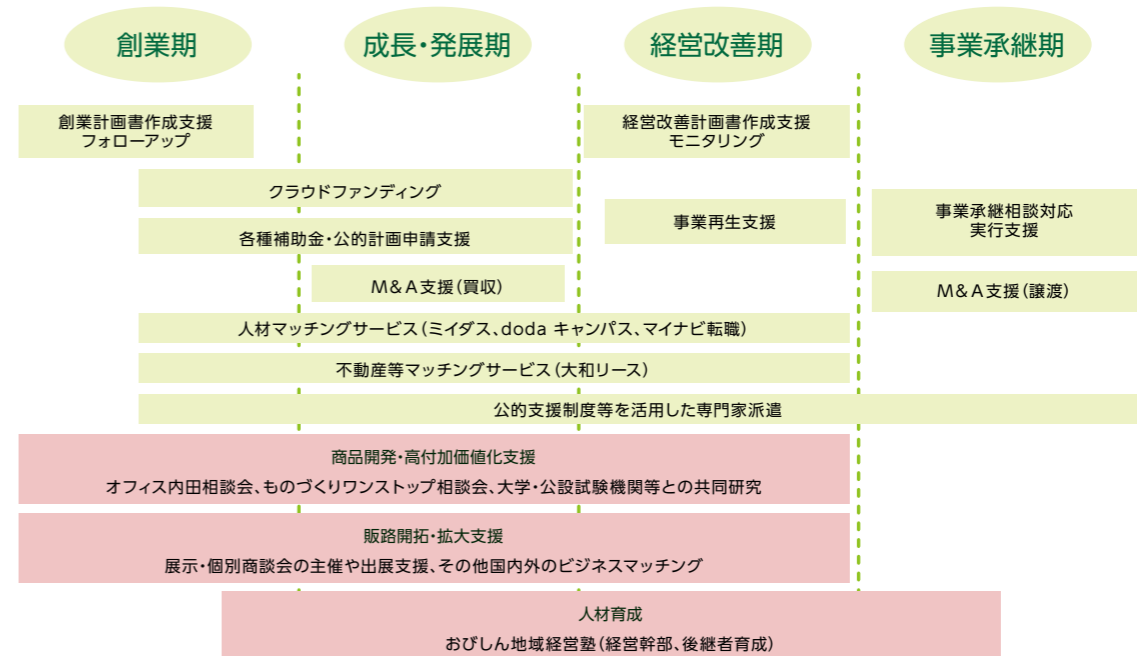 創業期
成長・発展期
経営改善期
事業承継期
創業計画書作成支援
フォローアップ
経営改善計画書作成支援
モニタリング
クラウドファンディング
事業再生支援
事業承継相談対応
実行支援
各種補助金・公的計画申請支援
M&A支援(買収)
M&A支援(譲渡)
人材マッチングサービス(ミイダス、doda キャンパス、マイナビ転職)
不動産等マッチングサービス(大和リース)
公的支援制度等を活用した専門家派遣
商品開発・高付加価値化支援
オフィス内田相談会、ものづくりワンストップ相談会、大学・公設試験機関等との共同研究
販路開拓・拡大支援
展示・個別商談会の主催や出展支援、その他国内外のビジネスマッチング
人材育成
おびしん地域経営塾(経営幹部、後継者育成)